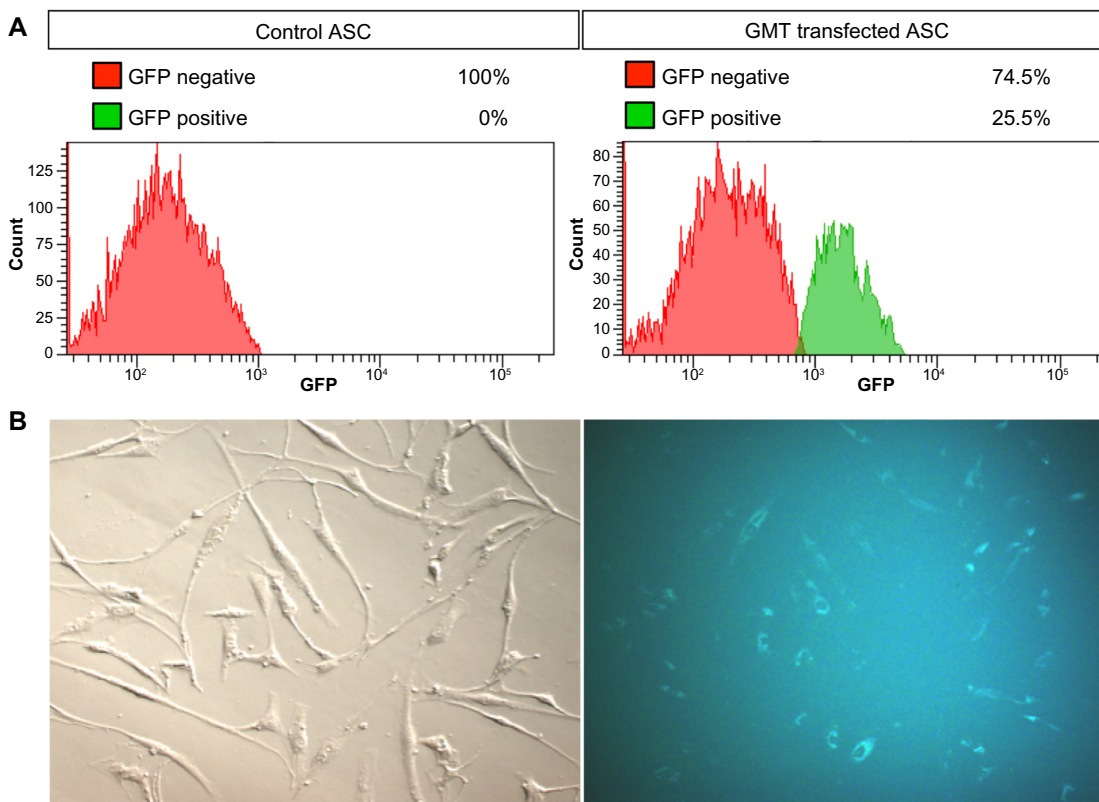 A
Control ASC
GMT transfected ASC
GFP negative 100%
GFP positive 0%
GFP negative 74.5%
GFP positive 25.5%
Count
125
100
75
50
25
0
10²
10³
10⁴
10⁵
GFP
Count
80
70
60
50
40
30
20
10
0
10²
10³
10⁴
10⁵
GFP
B